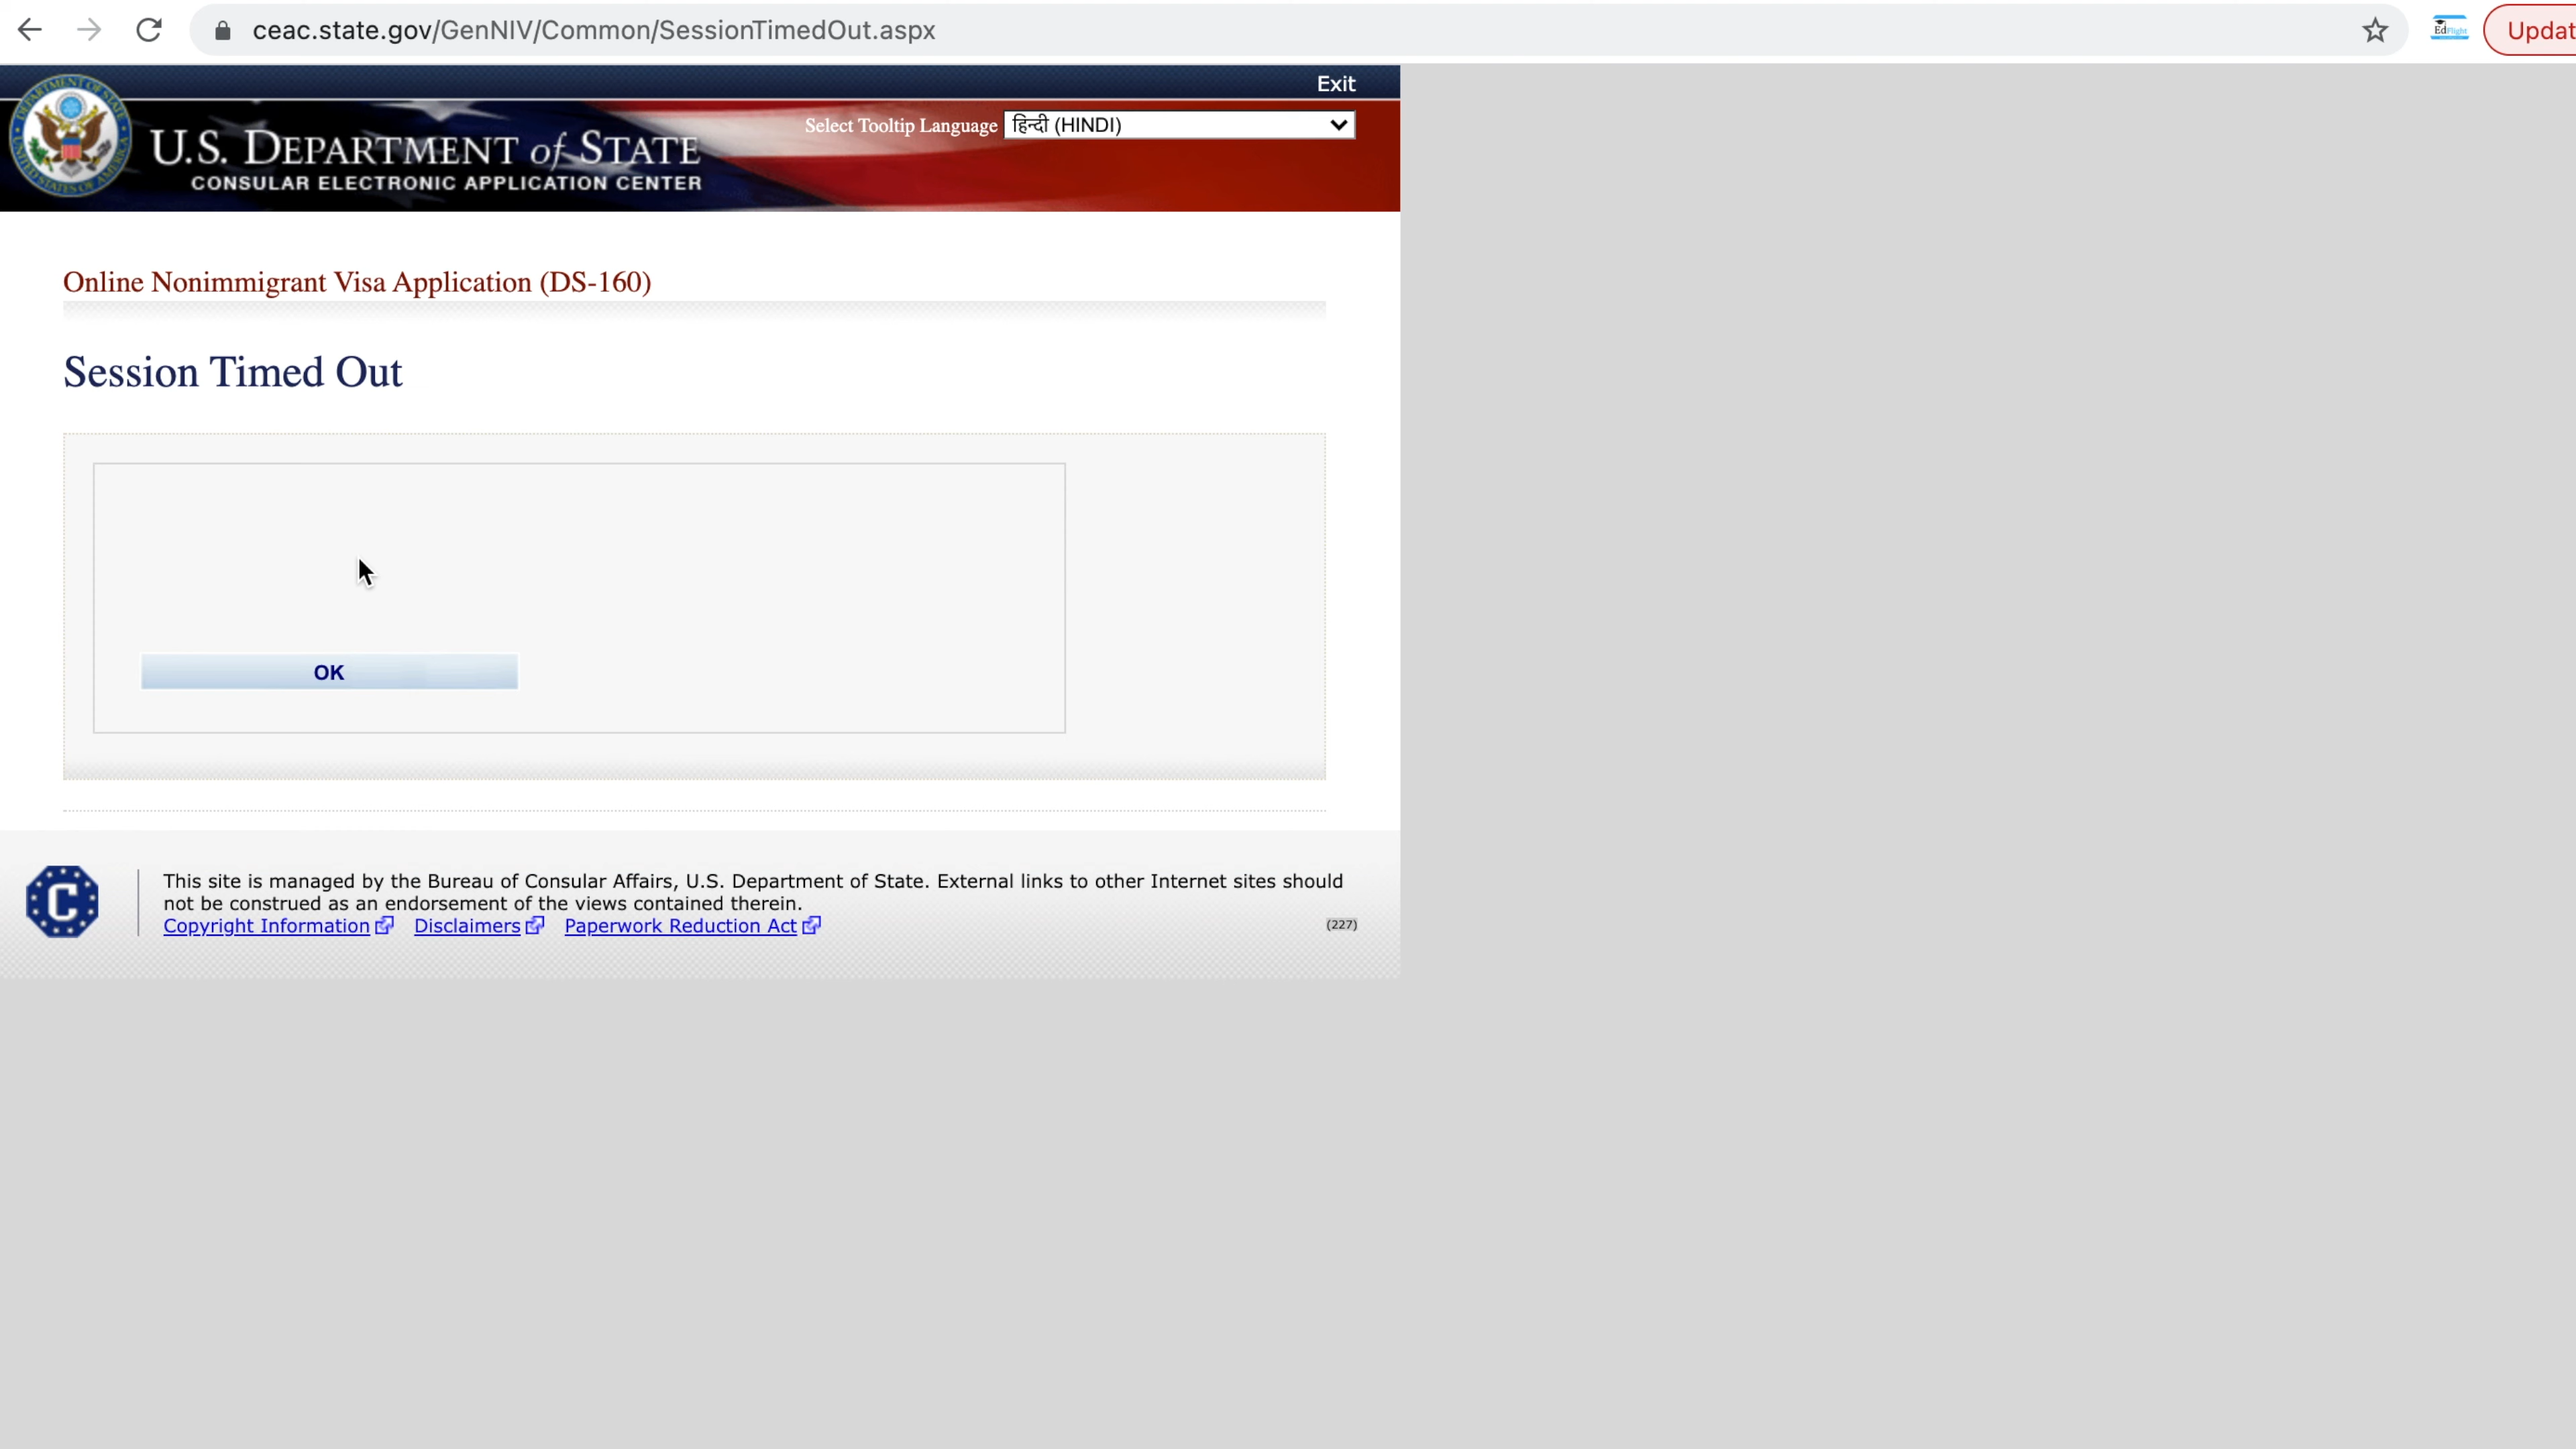 ceac.state.gov/GenNIV/Common/SessionTimedOut.aspx
EdFlight
Updat
Exit
U.S. DEPARTMENT of STATE
CONSULAR ELECTRONIC APPLICATION CENTER
Select Tooltip Language हिन्दी (HINDI)
Online Nonimmigrant Visa Application (DS-160)
Session Timed Out
OK
This site is managed by the Bureau of Consular Affairs, U.S. Department of State. External links to other Internet sites should
not be construed as an endorsement of the views contained therein.
Copyright Information Disclaimers Paperwork Reduction Act
(227)
C